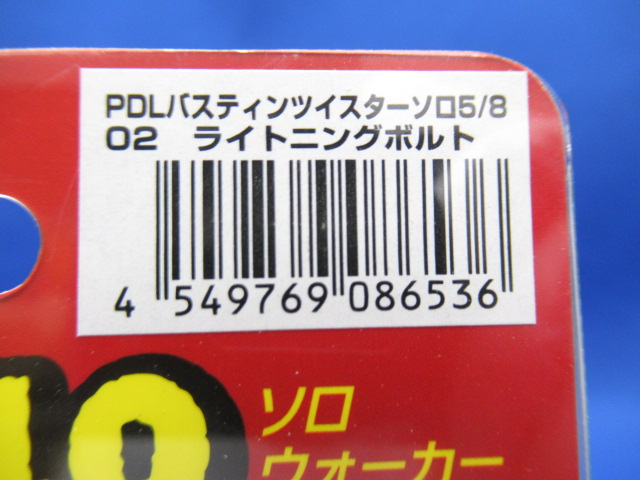 PDLバスティンツイスターソロ5/8
02 ライトニングボルト
4 549769 086536
ソロ
ウォーカー